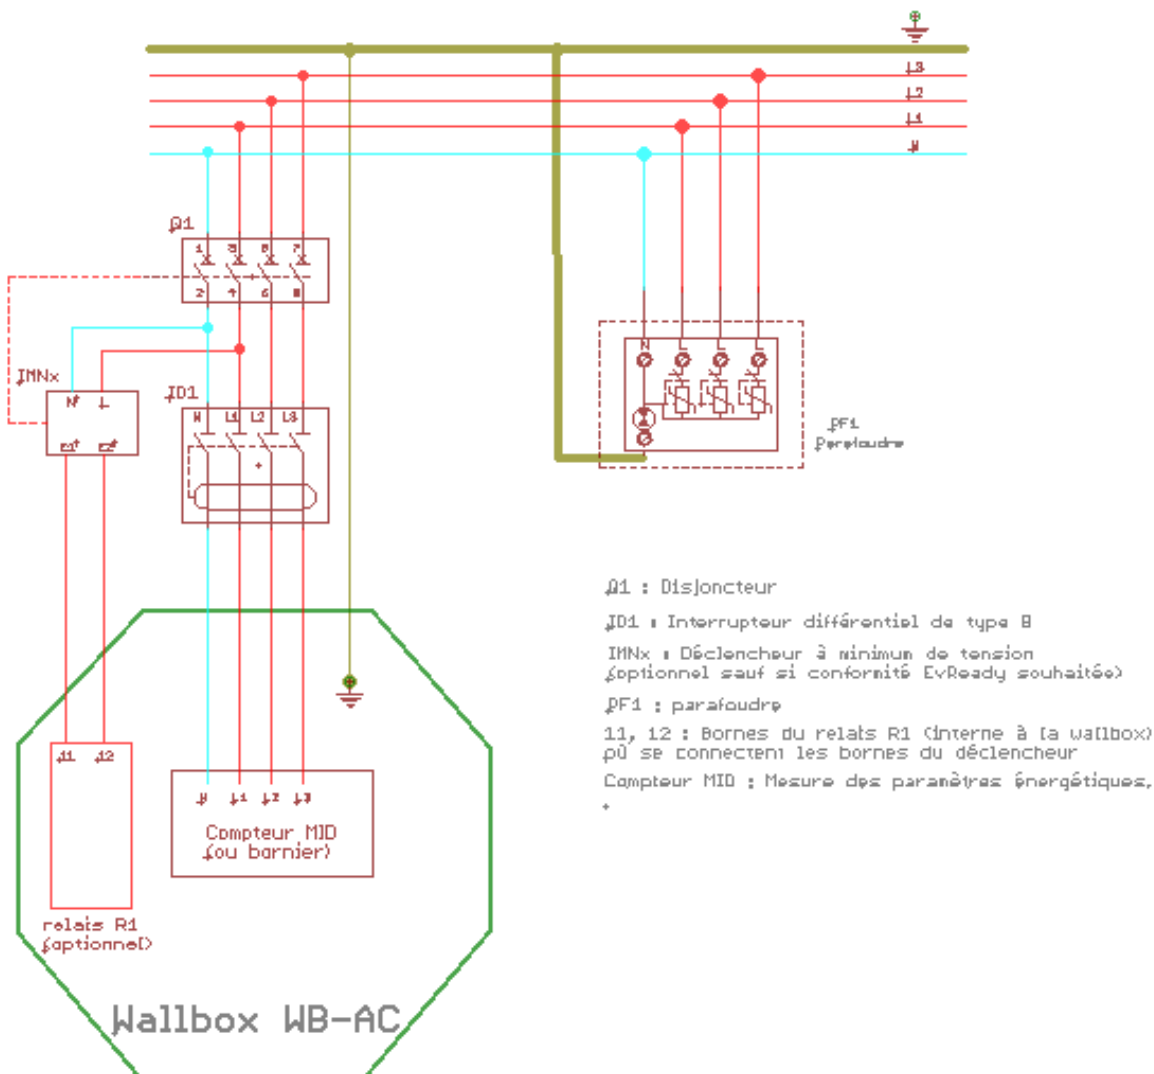 L3
L2
L1
N
Q1
1 3 5 7
2 4 6 8
IMNx
N L
ID1
N L1 L2 L3
N L L L
PF1
Parafoudre
Q1 : Disjoncteur
ID1 : Interrupteur différentiel de type B
IMNx : Déclencheur à minimum de tension
(optionnel sauf si conformité EvReady souhaitée)
PF1 : parafoudre
11, 12 : Bornes du relais R1 (interne à la wallbox)
où se connectent les bornes du déclencheur
Compteur MID : Mesure des paramètres énergétiques.
11 12
N L1 L2 L3
Compteur MID
(ou barnier)
relais R1
(optionnel)
Wallbox WB-AC